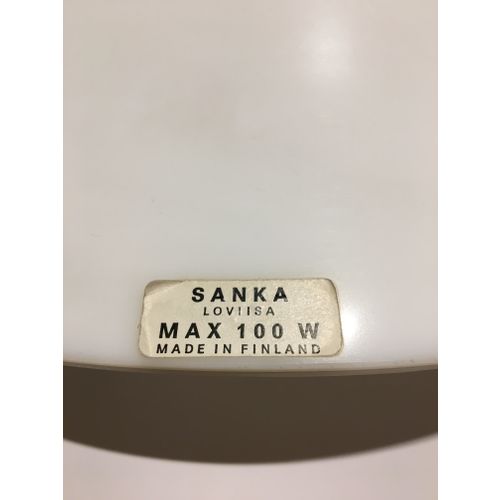 SANKA
LOVIISA
MAX 100 W
MADE IN FINLAND